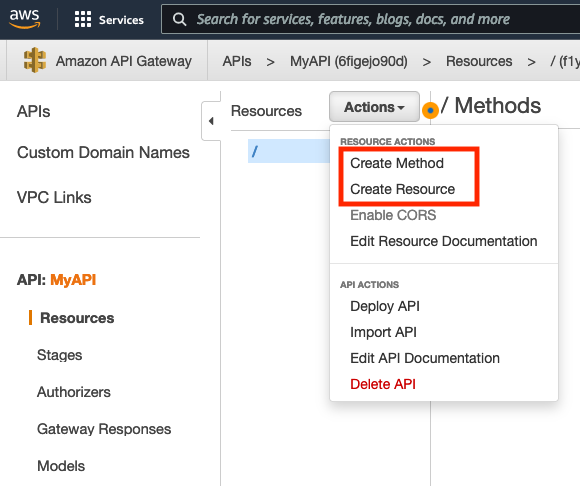 aws
Services
Search for services, features, blogs, docs, and more
Amazon API Gateway
APIs > MyAPI (6figejo90d) > Resources > / (f1y
APIs
Custom Domain Names
VPC Links
API: MyAPI
Resources
Stages
Authorizers
Gateway Responses
Models
Resources
Actions
/ Methods
/
RESOURCE ACTIONS
Create Method
Create Resource
Enable CORS
Edit Resource Documentation
API ACTIONS
Deploy API
Import API
Edit API Documentation
Delete API